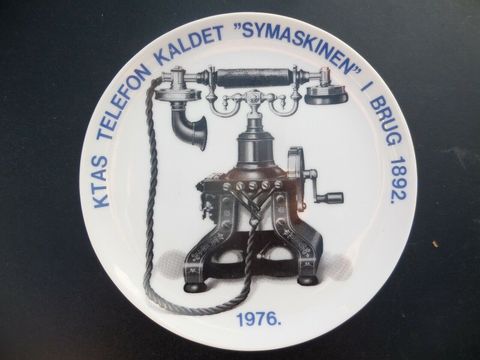 KTAS TELEFON KALDET "SYMASKINEN" I BRUG 1892.
1976.